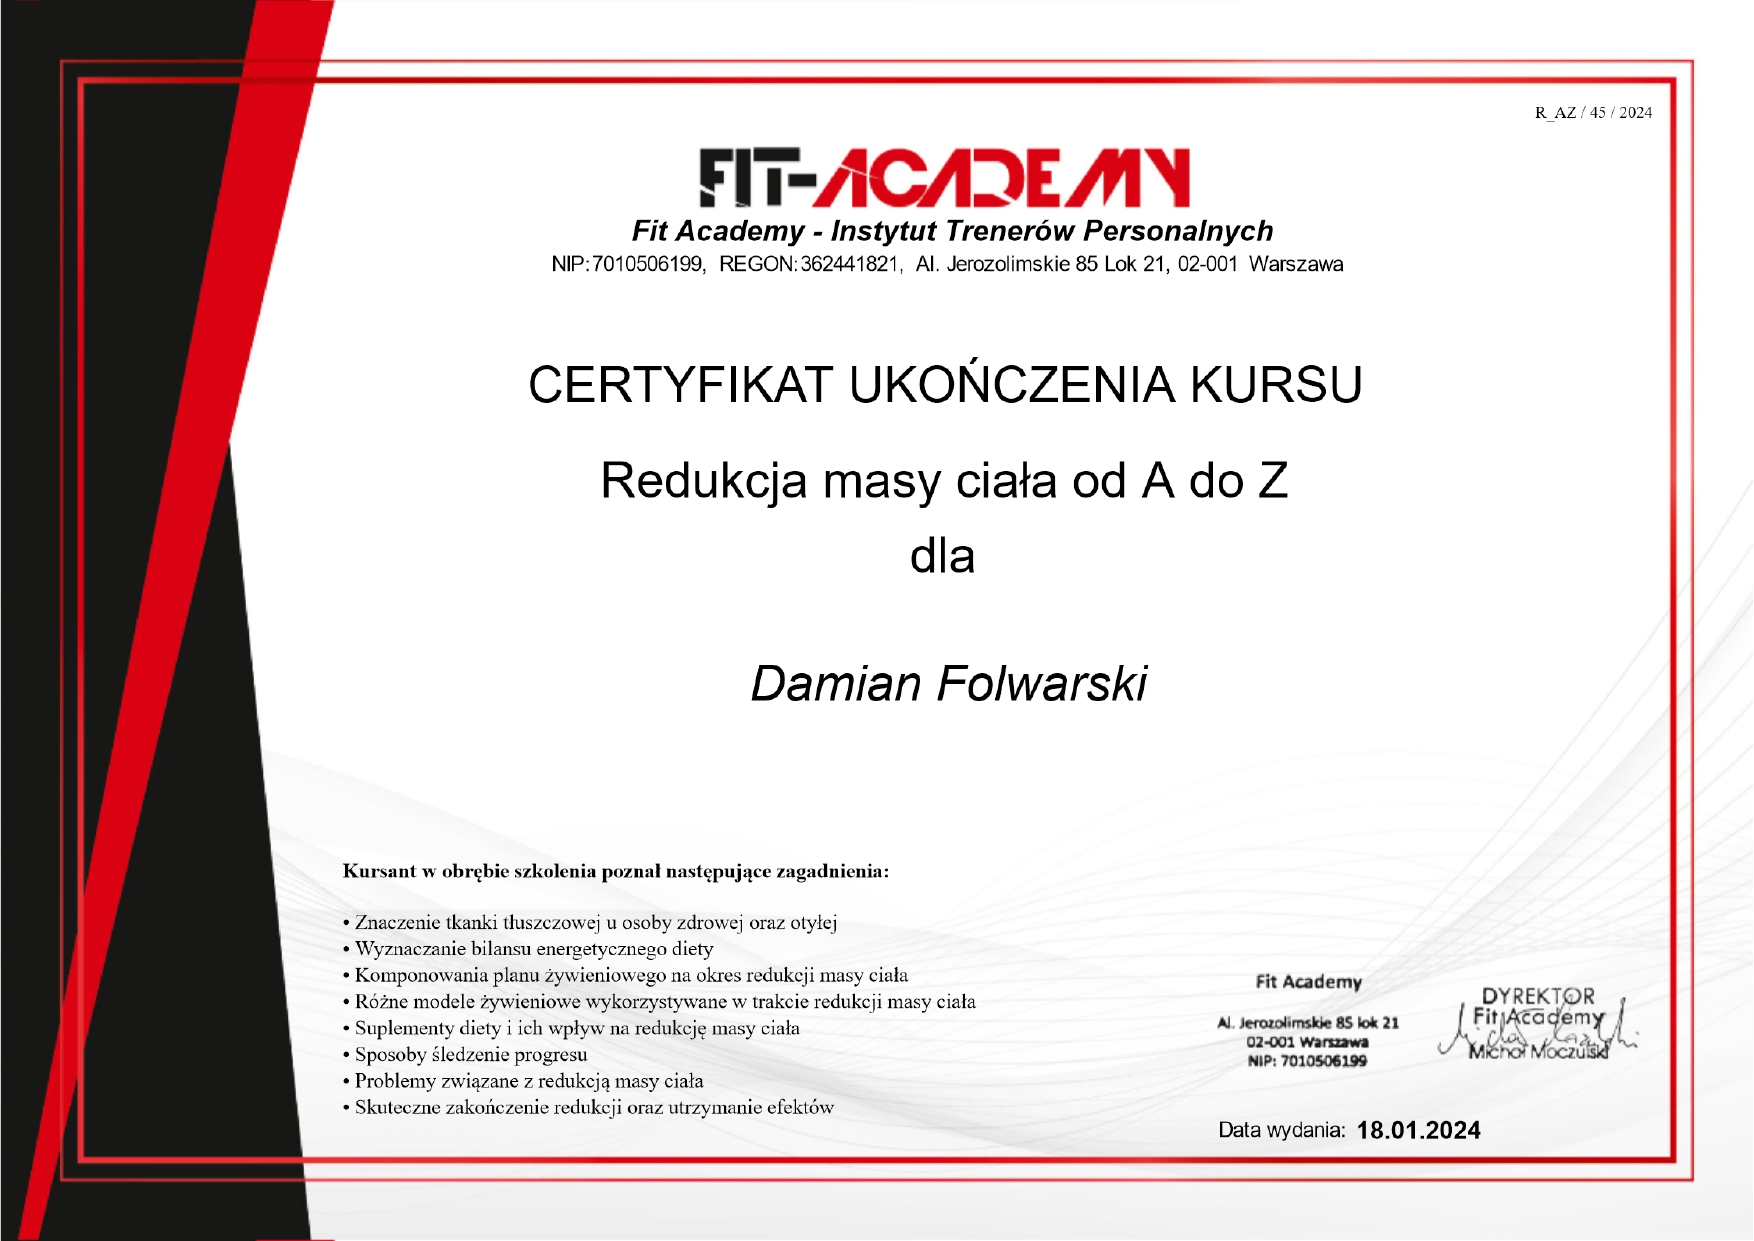 R_AZ / 45 / 2024
FIT-ACADEMY
Fit Academy - Instytut Trenerów Personalnych
NIP:7010506199, REGON:362441821, Al. Jerozolimskie 85 Lok 21, 02-001 Warszawa
CERTYFIKAT UKOŃCZENIA KURSU
Redukcja masy ciała od A do Z
dla
Damian Folwarski
Kursant w obrębie szkolenia poznał następujące zagadnienia:
• Znaczenie tkanki tłuszczowej u osoby zdrowej oraz otyłej
• Wyznaczanie bilansu energetycznego diety
• Komponowania planu żywieniowego na okres redukcji masy ciała
• Różne modele żywieniowe wykorzystywane w trakcie redukcji masy ciała
• Suplementy diety i ich wpływ na redukcję masy ciała
• Sposoby śledzenie progresu
• Problemy związane z redukcją masy ciała
• Skuteczne zakończenie redukcji oraz utrzymanie efektów
Fit Academy
Al. Jerozolimskie 85 lok 21
02-001 Warszawa
NIP: 7010506199
DYREKTOR
Fit Academy
Michał Moczulski
Data wydania: 18.01.2024